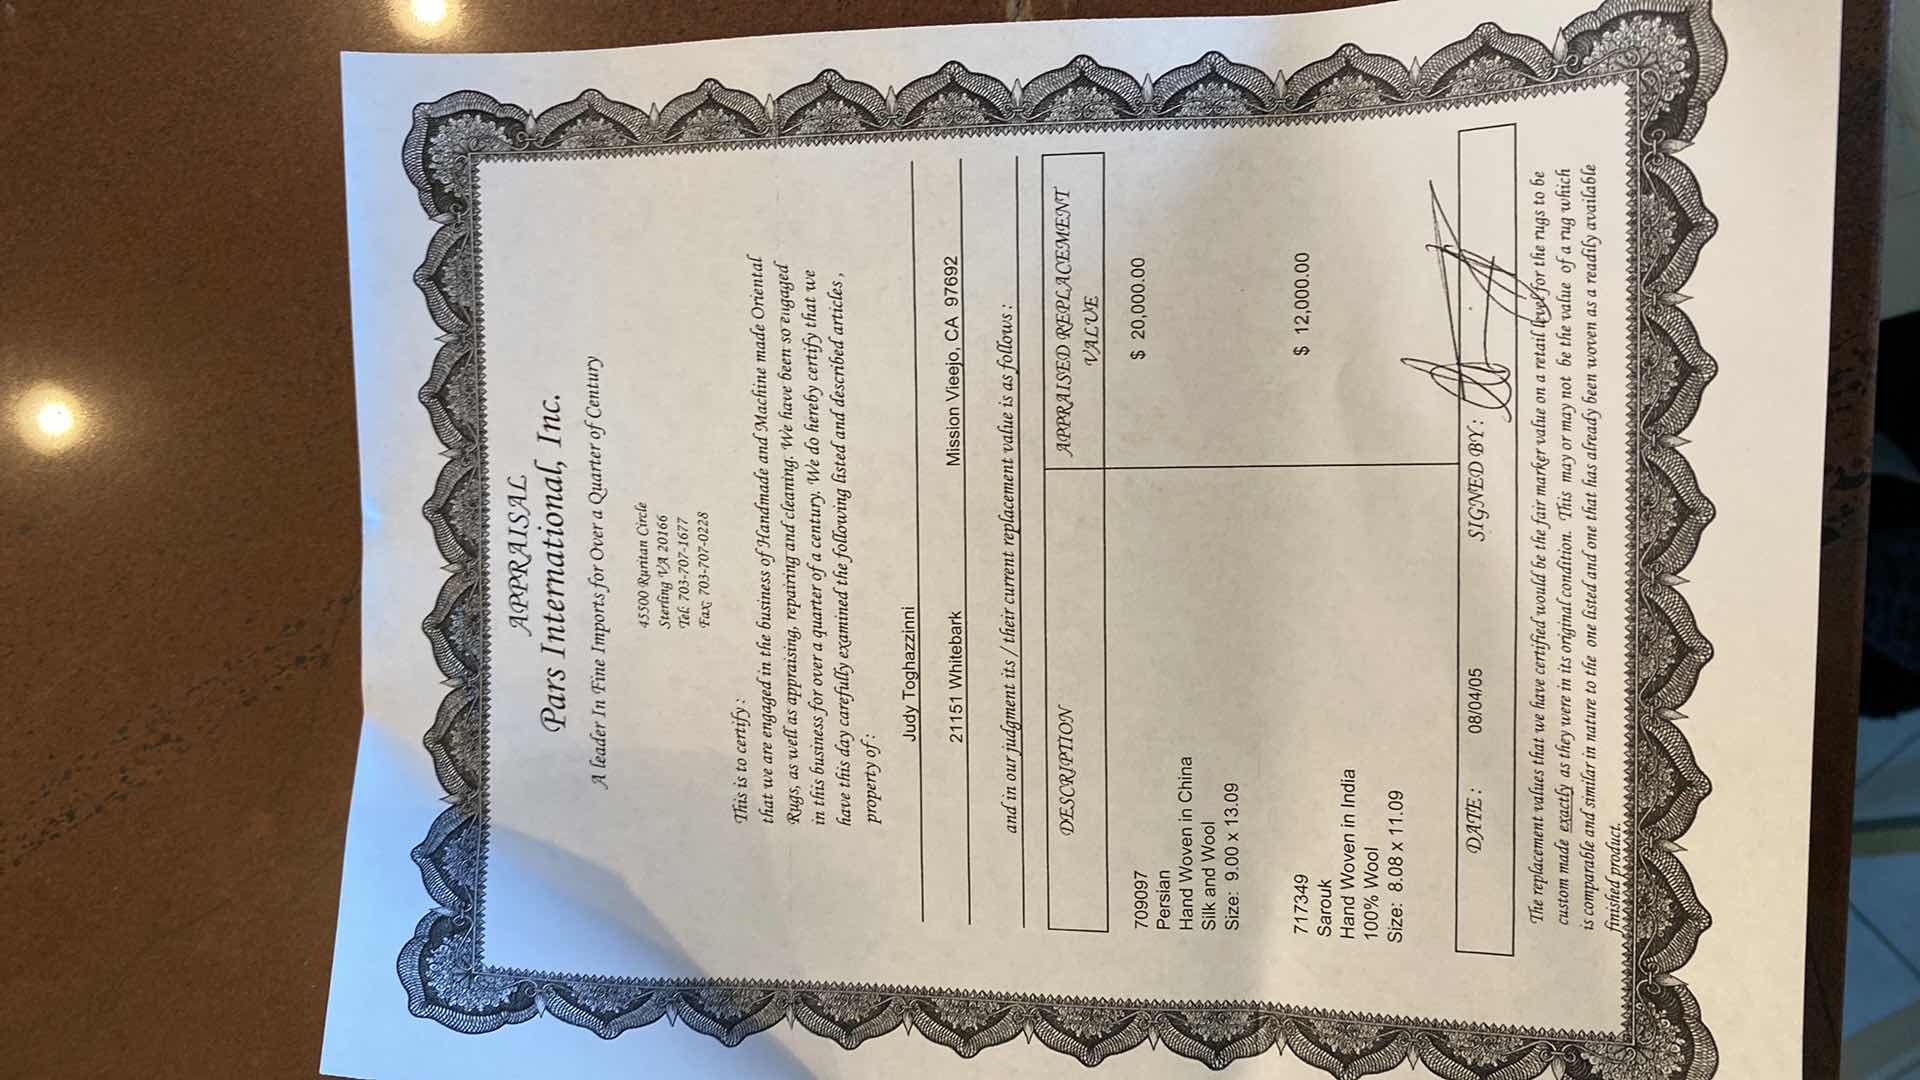 APPRAISAL
Pars International, Inc.
A leader In Fine Imports for Over a Quarter of Century
45500 Ruritan Circle
Sterling VA 20166
Tel: 703-707-1677
Fax: 703-707-0228
This is to certify:
that we are engaged in the business of Handmade and Machine made Oriental
Rugs, as well as appraising, repairing and cleaning. We have been so engaged
in this business for over a quarter of a century. We do hereby certify that we
have this day carefully examined the following listed and described articles,
property of:
Judy Toghazzinni
21151 Whitebark Mission Vieejo, CA 97692
and in our judgment its / their current replacement value is as follows:
DESCRIPTION APPRAISED REPLACEMENT
VALUE
709097 $ 20,000.00
Persian
Hand Woven in China
Silk and Wool
Size: 9.00 x 13.09
717349 $ 12,000.00
Sarouk
Hand Woven in India
100% Wool
Size: 8.08 x 11.09
DATE: 08/04/05 SIGNED BY:
The replacement values that we have certified would be the fair marker value on a retail level for the rugs to be
custom made exactly as they were in its original condition. This may or may not be the value of a rug which
is comparable and similar in nature to the one listed and one that has already been woven as a readily available
finished product.